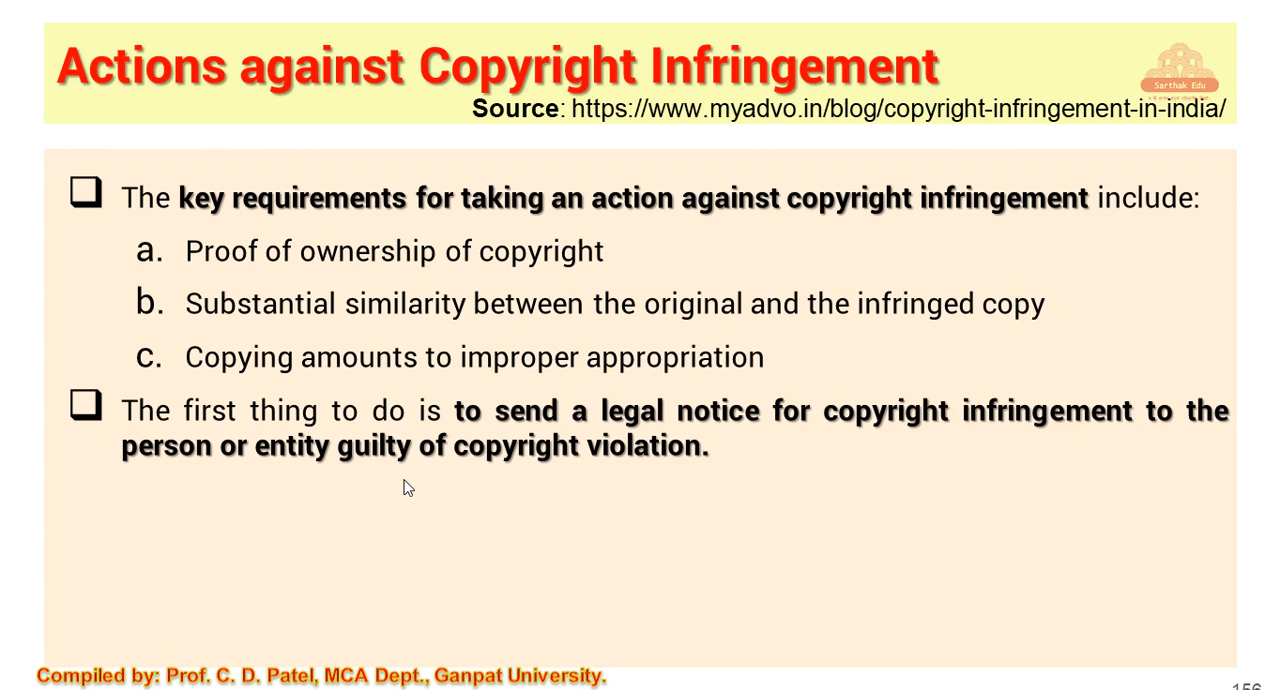 Actions against Copyright Infringement
Sarthak Edu
Source: https://www.myadvo.in/blog/copyright-infringement-in-india/
The key requirements for taking an action against copyright infringement include:
a. Proof of ownership of copyright
b. Substantial similarity between the original and the infringed copy
c. Copying amounts to improper appropriation
The first thing to do is to send a legal notice for copyright infringement to the
person or entity guilty of copyright violation.
Compiled by: Prof. C. D. Patel, MCA Dept., Ganpat University.
156